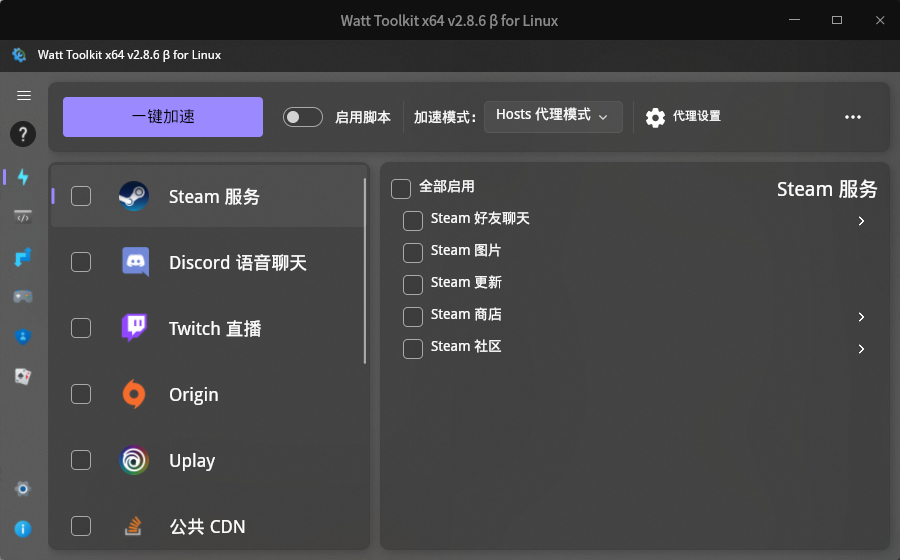 Watt Toolkit x64 v2.8.6 β for Linux
Watt Toolkit x64 v2.8.6 β for Linux
一键加速
启用脚本
加速模式：
Hosts 代理模式
代理设置
Steam 服务
Discord 语音聊天
Twitch 直播
Origin
Uplay
公共 CDN
全部启用
Steam 服务
Steam 好友聊天
Steam 图片
Steam 更新
Steam 商店
Steam 社区